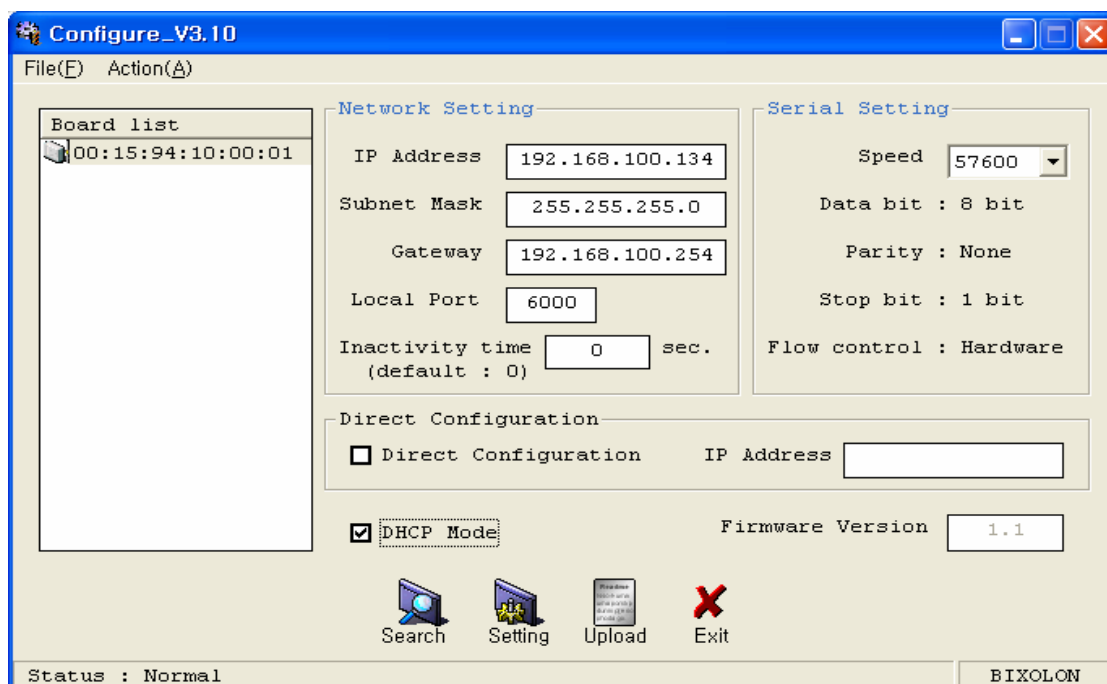 Configure_V3.10
File(F) Action(A)
Board list
00:15:94:10:00:01
Network Setting
IP Address 192.168.100.134
Subnet Mask 255.255.255.0
Gateway 192.168.100.254
Local Port 6000
Inactivity time 0 sec.
(default : 0)
Serial Setting
Speed 57600
Data bit : 8 bit
Parity : None
Stop bit : 1 bit
Flow control : Hardware
Direct Configuration
Direct Configuration IP Address
DHCP Mode
Firmware Version 1.1
Readme
Search Setting Upload Exit
Status : Normal BIXOLON